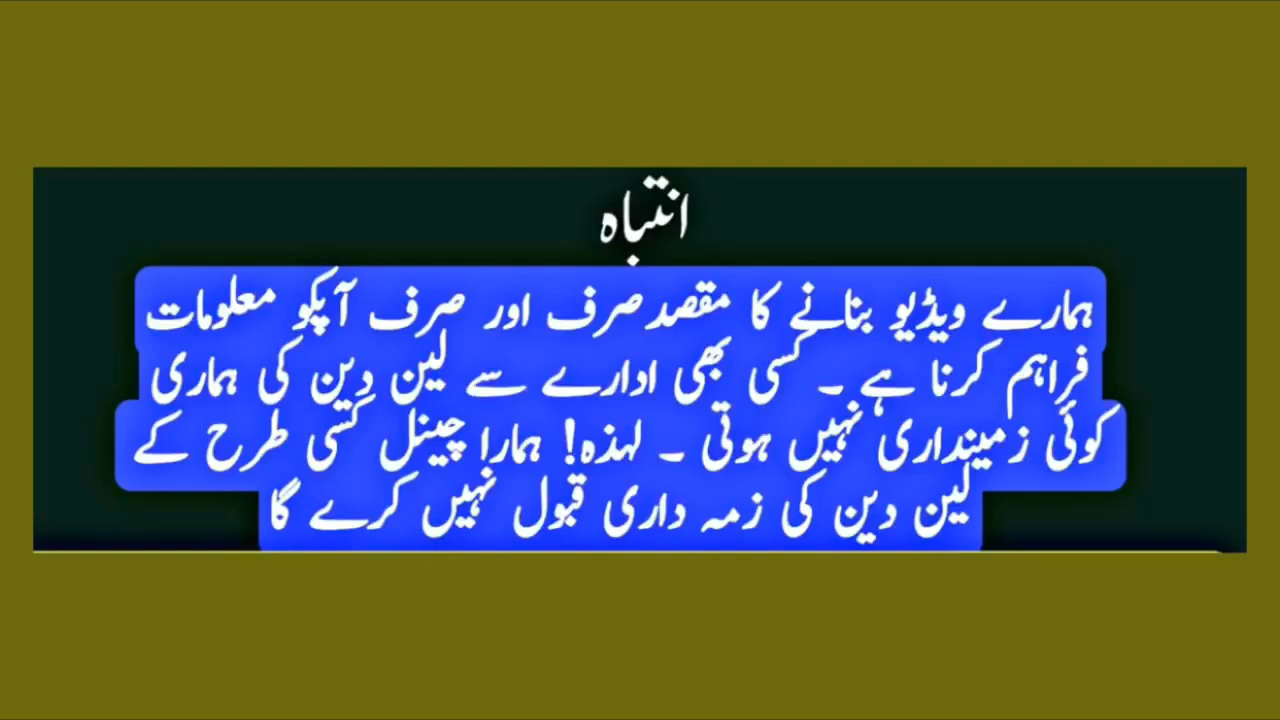 انتباہ
ہمارے ویڈیو بنانے کا مقصد صرف اور صرف آپکو معلومات
فراہم کرنا ہے ۔ کسی بھی ادارے سے لین دین کی ہماری
کوئی زمینداری نہیں ہوتی ۔ لہذہ! ہمارا چینل کسی طرح کے
لین دین کی زمہ داری قبول نہیں کرے گا